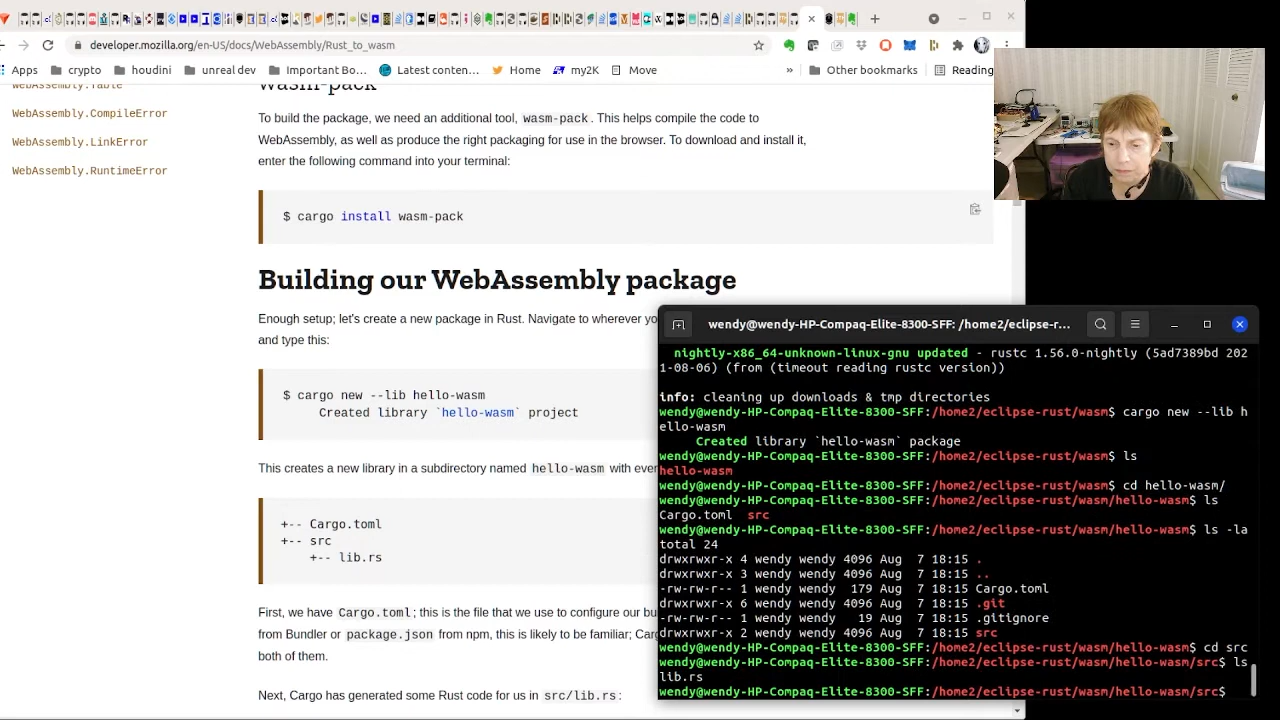 developer.mozilla.org/en-US/docs/WebAssembly/Rust_to_wasm
Apps crypto houdini unreal dev Important Bo... Latest conten... Home my2K Move » Other bookmarks Reading
WebAssembly.Table
WebAssembly.CompileError
WebAssembly.LinkError
WebAssembly.RuntimeError
wasm-pack
To build the package, we need an additional tool, wasm-pack. This helps compile the code to
WebAssembly, as well as produce the right packaging for use in the browser. To download and install it,
enter the following command into your terminal:
$ cargo install wasm-pack
Building our WebAssembly package
Enough setup; let's create a new package in Rust. Navigate to wherever yo
and type this:
$ cargo new --lib hello-wasm
Created library `hello-wasm` project
This creates a new library in a subdirectory named hello-wasm with ever
+-- Cargo.toml
+-- src
+-- lib.rs
First, we have Cargo.toml; this is the file that we use to configure our bu
from Bundler or package.json from npm, this is likely to be familiar; Carg
both of them.
Next, Cargo has generated some Rust code for us in src/lib.rs:
wendy@wendy-HP-Compaq-Elite-8300-SFF: /home2/eclipse-r...
nightly-x86_64-unknown-linux-gnu updated - rustc 1.56.0-nightly (5ad7389bd 202
1-08-06) (from (timeout reading rustc version))
info: cleaning up downloads & tmp directories
wendy@wendy-HP-Compaq-Elite-8300-SFF:/home2/eclipse-rust/wasm$ cargo new --lib h
ello-wasm
Created library `hello-wasm` package
wendy@wendy-HP-Compaq-Elite-8300-SFF:/home2/eclipse-rust/wasm$ ls
hello-wasm
wendy@wendy-HP-Compaq-Elite-8300-SFF:/home2/eclipse-rust/wasm$ cd hello-wasm/
wendy@wendy-HP-Compaq-Elite-8300-SFF:/home2/eclipse-rust/wasm/hello-wasm$ ls
Cargo.toml src
wendy@wendy-HP-Compaq-Elite-8300-SFF:/home2/eclipse-rust/wasm/hello-wasm$ ls -la
total 24
drwxrwxr-x 4 wendy wendy 4096 Aug 7 18:15 .
drwxrwxr-x 3 wendy wendy 4096 Aug 7 18:15 ..
-rw-rw-r-- 1 wendy wendy 179 Aug 7 18:15 Cargo.toml
drwxrwxr-x 6 wendy wendy 4096 Aug 7 18:15 .git
-rw-rw-r-- 1 wendy wendy 19 Aug 7 18:15 .gitignore
drwxrwxr-x 2 wendy wendy 4096 Aug 7 18:15 src
wendy@wendy-HP-Compaq-Elite-8300-SFF:/home2/eclipse-rust/wasm/hello-wasm$ cd src
wendy@wendy-HP-Compaq-Elite-8300-SFF:/home2/eclipse-rust/wasm/hello-wasm/src$ ls
lib.rs
wendy@wendy-HP-Compaq-Elite-8300-SFF:/home2/eclipse-rust/wasm/hello-wasm/src$